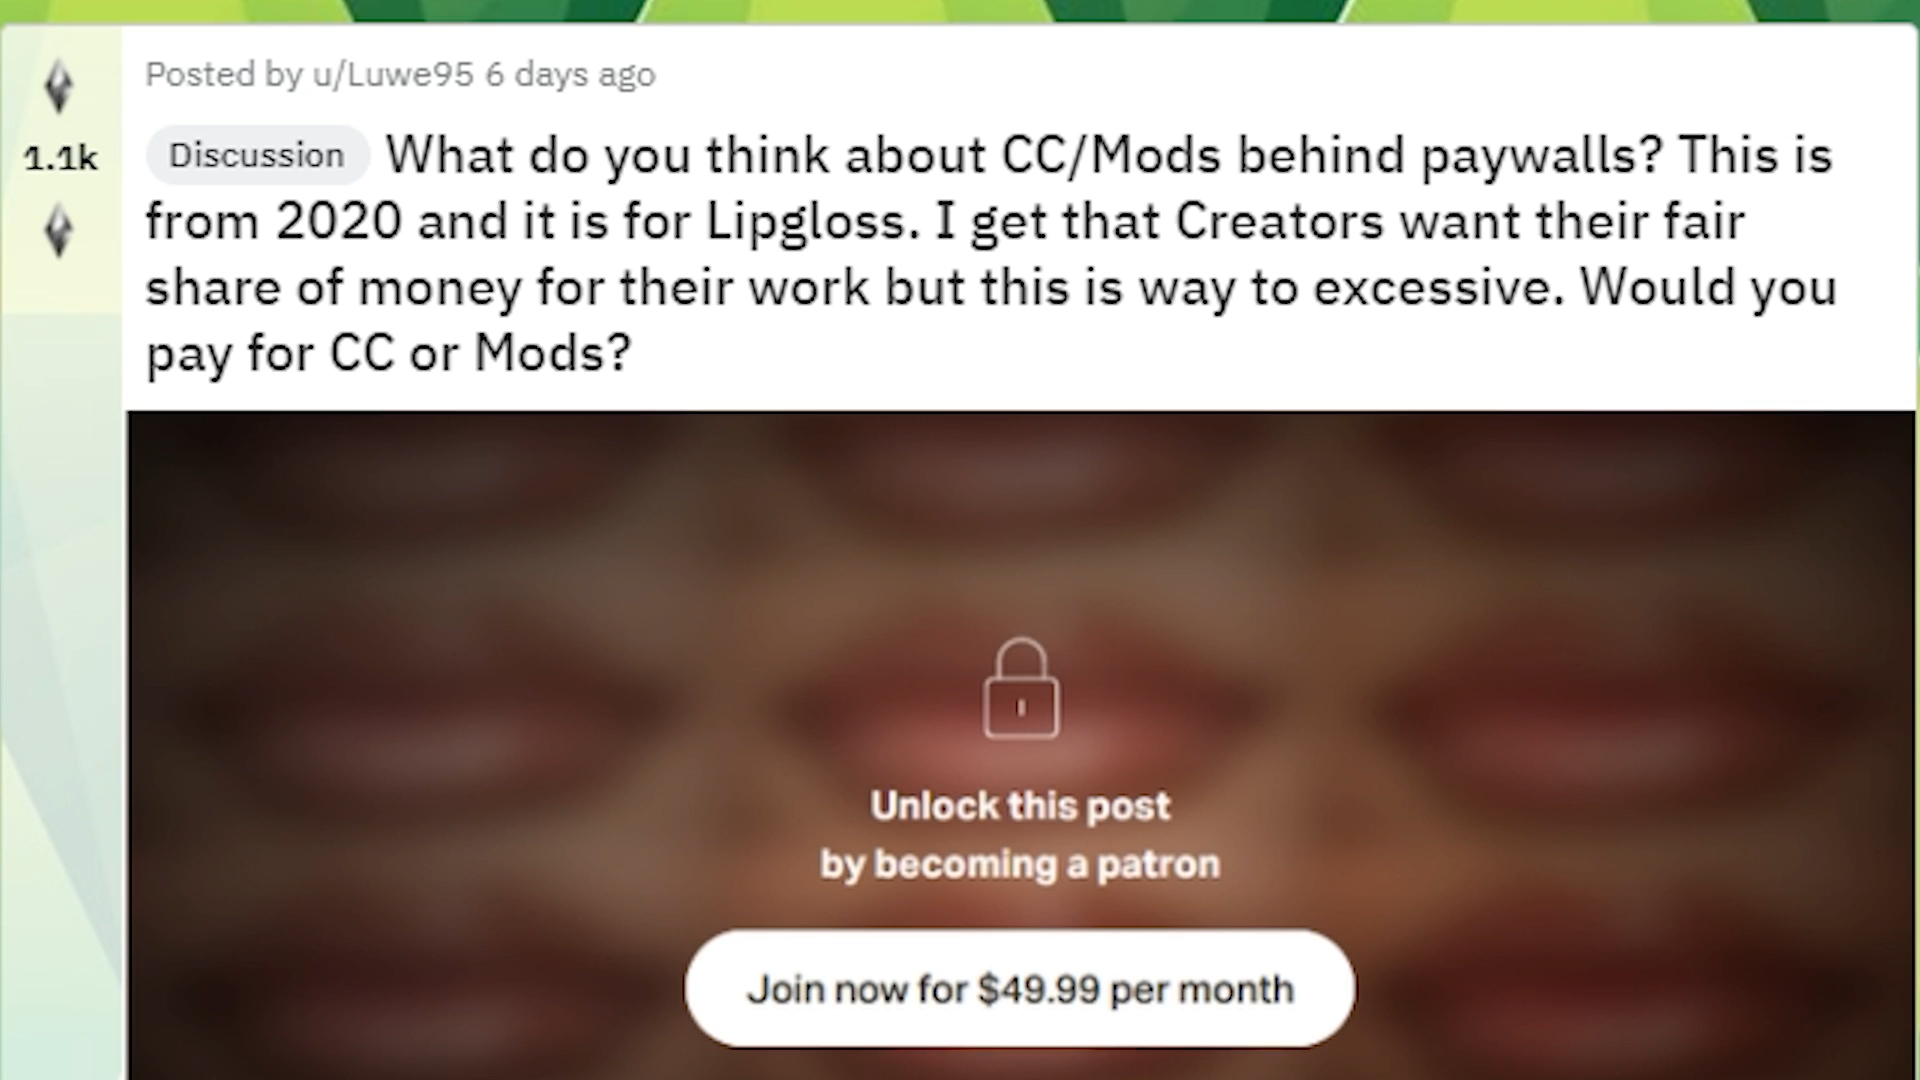 Posted by u/Luwe95 6 days ago
1.1k
Discussion What do you think about CC/Mods behind paywalls? This is
from 2020 and it is for Lipgloss. I get that Creators want their fair
share of money for their work but this is way to excessive. Would you
pay for CC or Mods?
Unlock this post
by becoming a patron
Join now for $49.99 per month